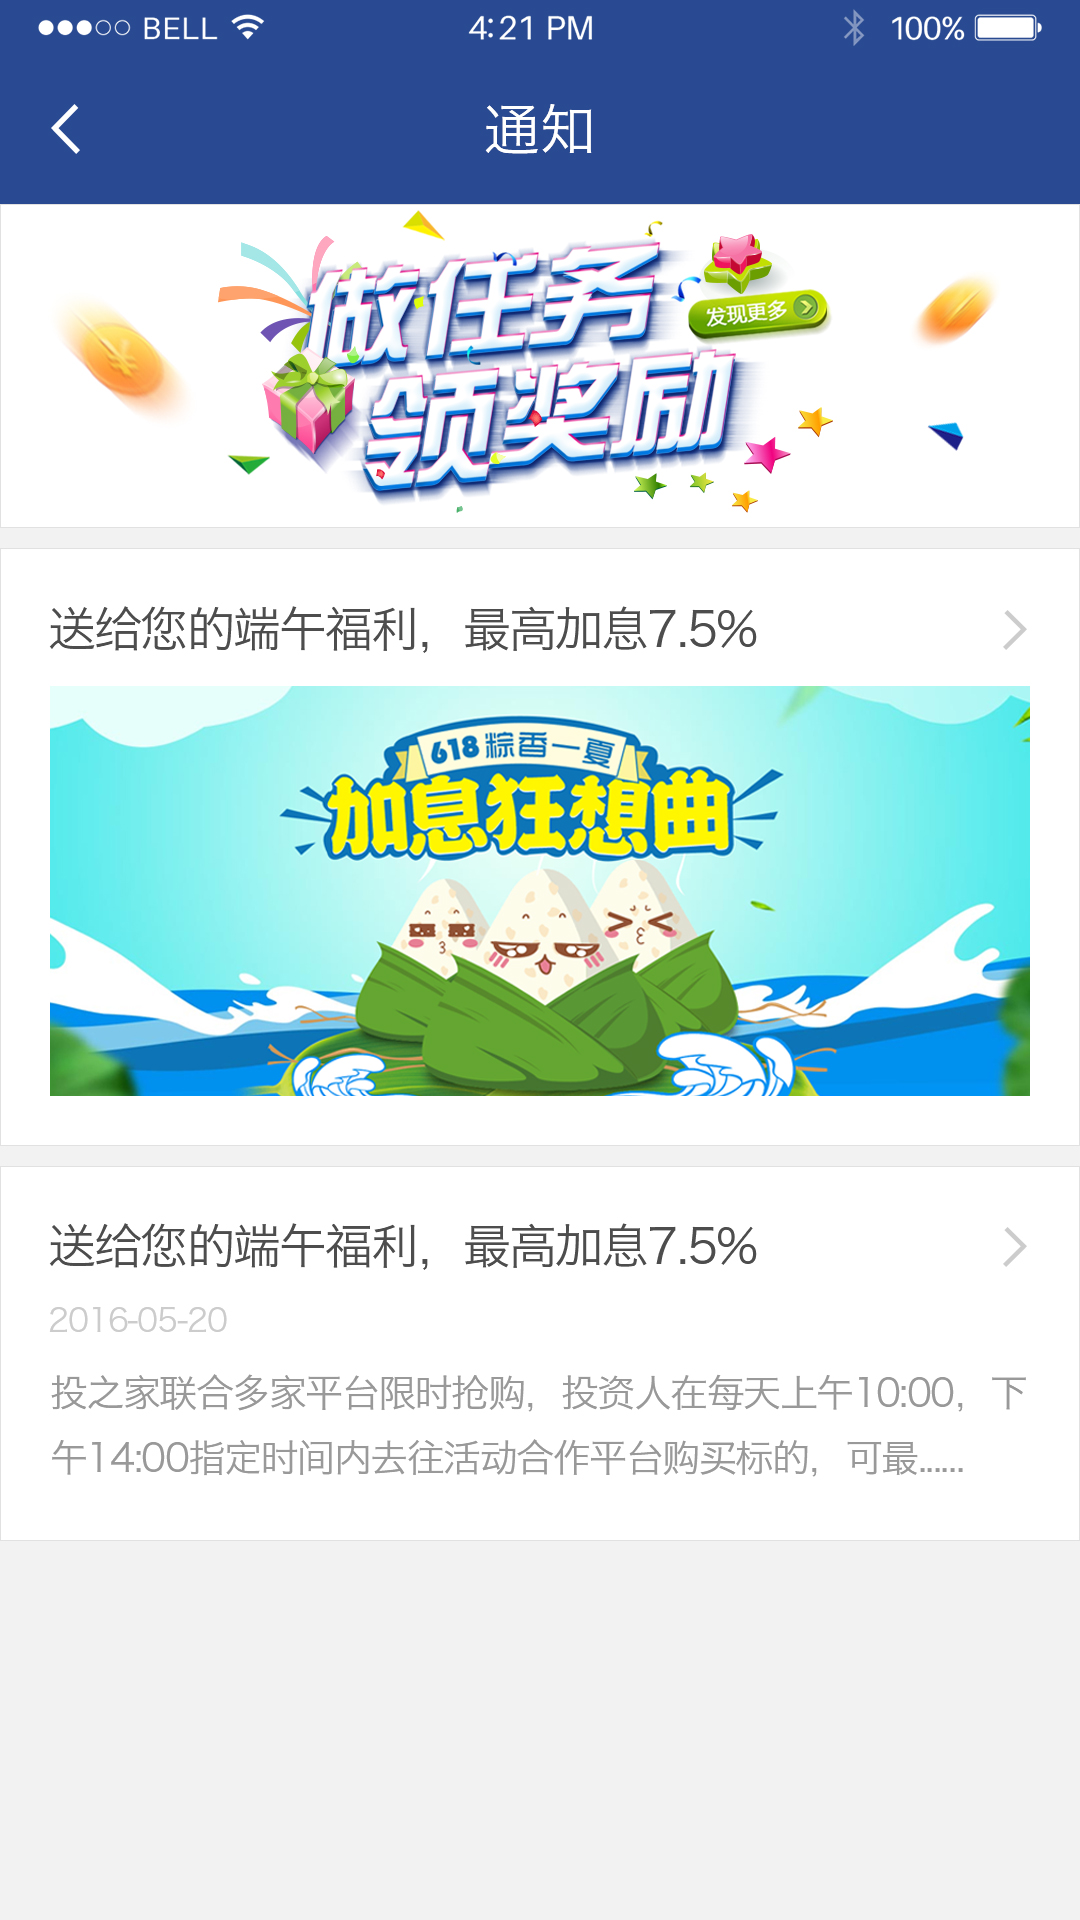 BELL 4:21 PM 100%
通知
做任务
发现更多
领奖励
送给您的端午福利，最高加息7.5%
618粽香一夏
加息狂想曲
送给您的端午福利，最高加息7.5%
2016-05-20
投之家联合多家平台限时抢购，投资人在每天上午10:00，下
午14:00指定时间内去往活动合作平台购买标的，可最......